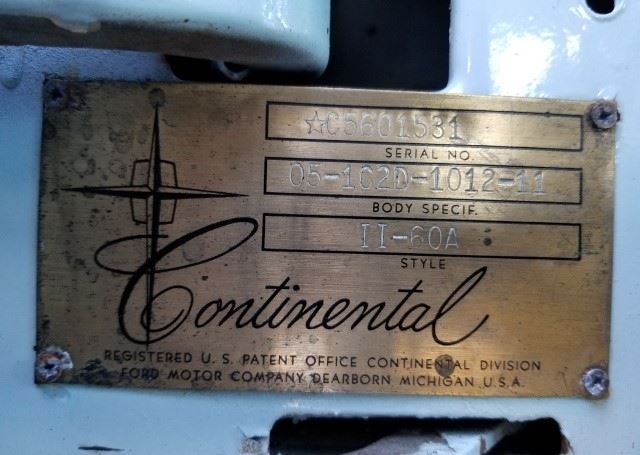 ☆C5601531
SERIAL NO.
05-1C2D-1012-11
BODY SPECIF.
II-60A
STYLE
Continental
REGISTERED U. S. PATENT OFFICE CONTINENTAL DIVISION
FORD MOTOR COMPANY DEARBORN MICHIGAN U.S.A.